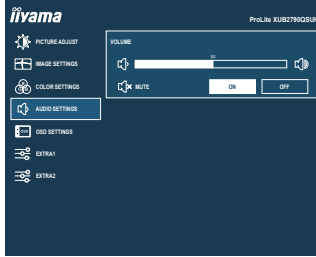 iiyama
ProLite XUB2790QSUH
PICTURE ADJUST
VOLUME
IMAGE SETTINGS
50
COLOR SETTINGS
MUTE
ON
OFF
AUDIO SETTINGS
OSD SETTINGS
EXTRA1
EXTRA2